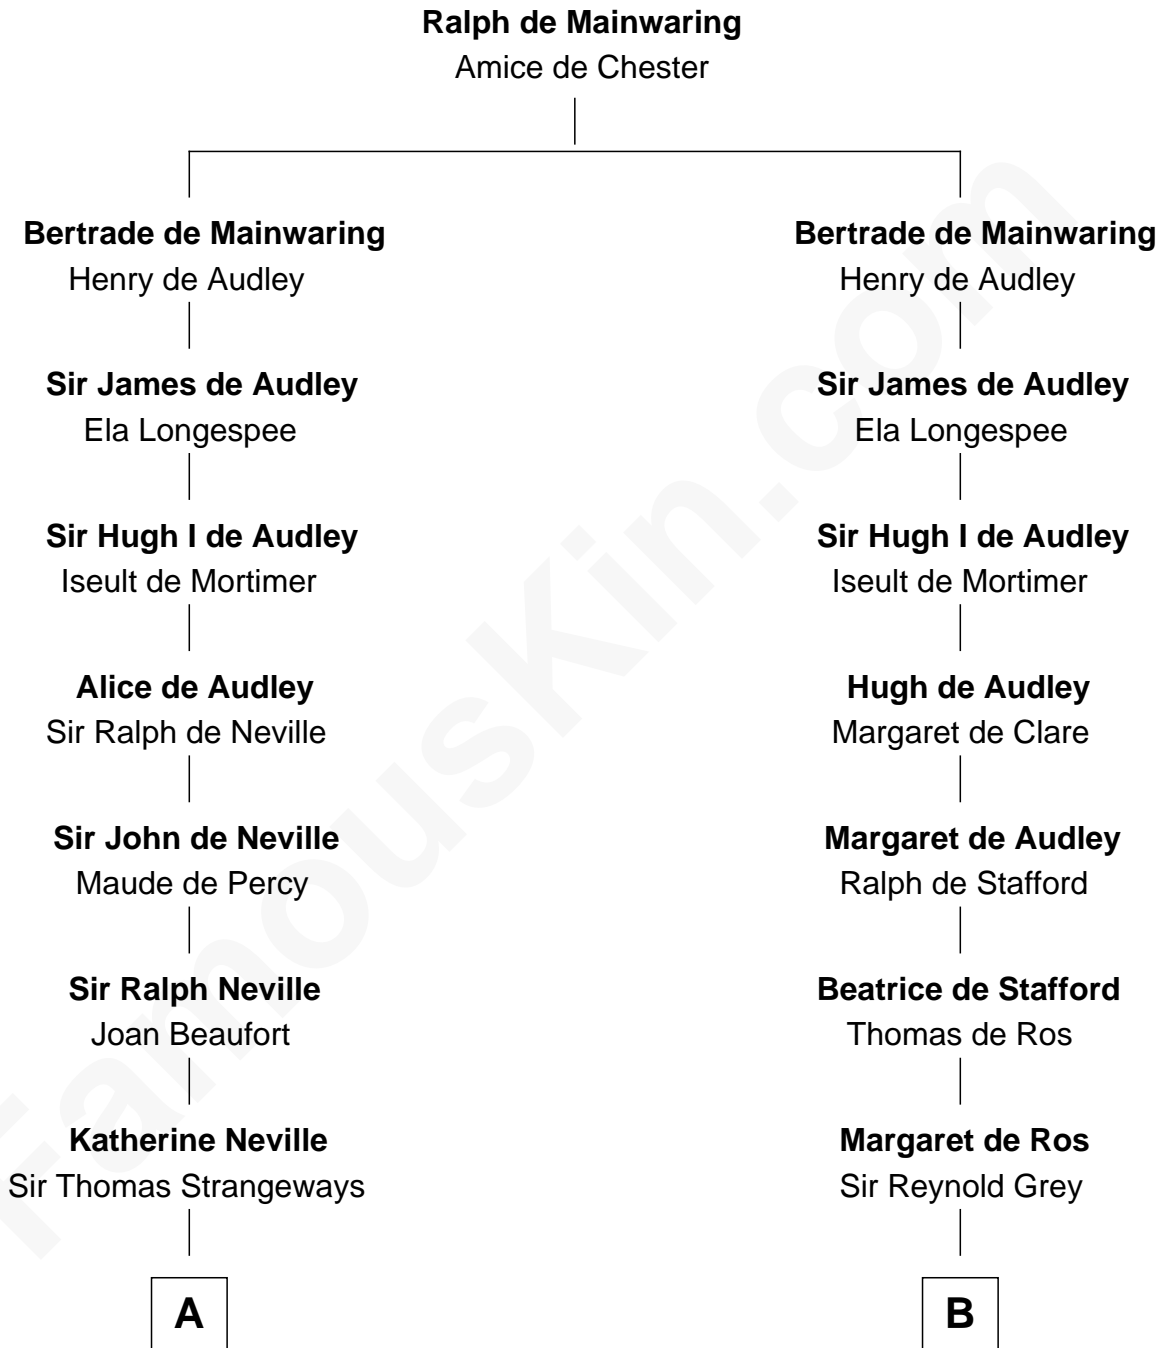 Ralph de Mainwaring
Amice de Chester
Bertrade de Mainwaring
Henry de Audley
Sir James de Audley
Ela Longespee
Sir Hugh I de Audley
Iseult de Mortimer
Alice de Audley
Sir Ralph de Neville
Sir John de Neville
Maude de Percy
Sir Ralph Neville
Joan Beaufort
Katherine Neville
Sir Thomas Strangeways
A
Bertrade de Mainwaring
Henry de Audley
Sir James de Audley
Ela Longespee
Sir Hugh I de Audley
Iseult de Mortimer
Hugh de Audley
Margaret de Clare
Margaret de Audley
Ralph de Stafford
Beatrice de Stafford
Thomas de Ros
Margaret de Ros
Sir Reynold Grey
B
FamousKin.com